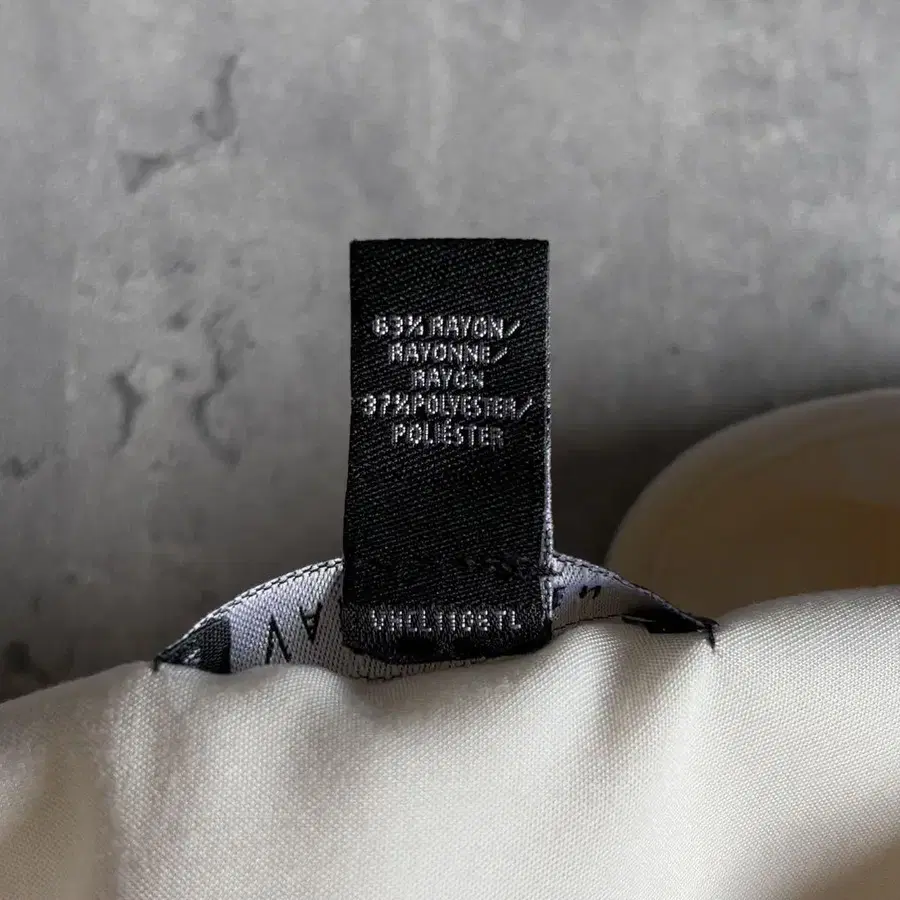 63% RAYON/
RAYONNE/
RAYÓN
37%POLYESTER/
POLIÉSTER